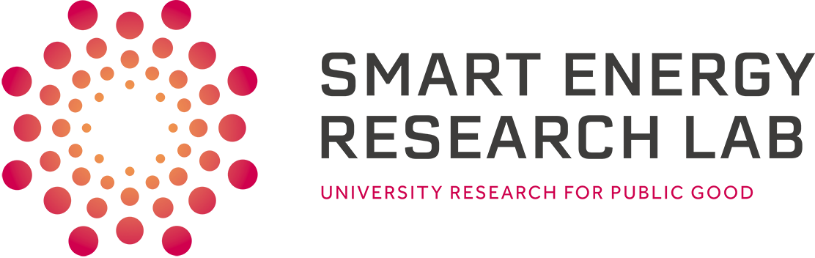 SMART ENERGY
RESEARCH LAB
UNIVERSITY RESEARCH FOR PUBLIC GOOD